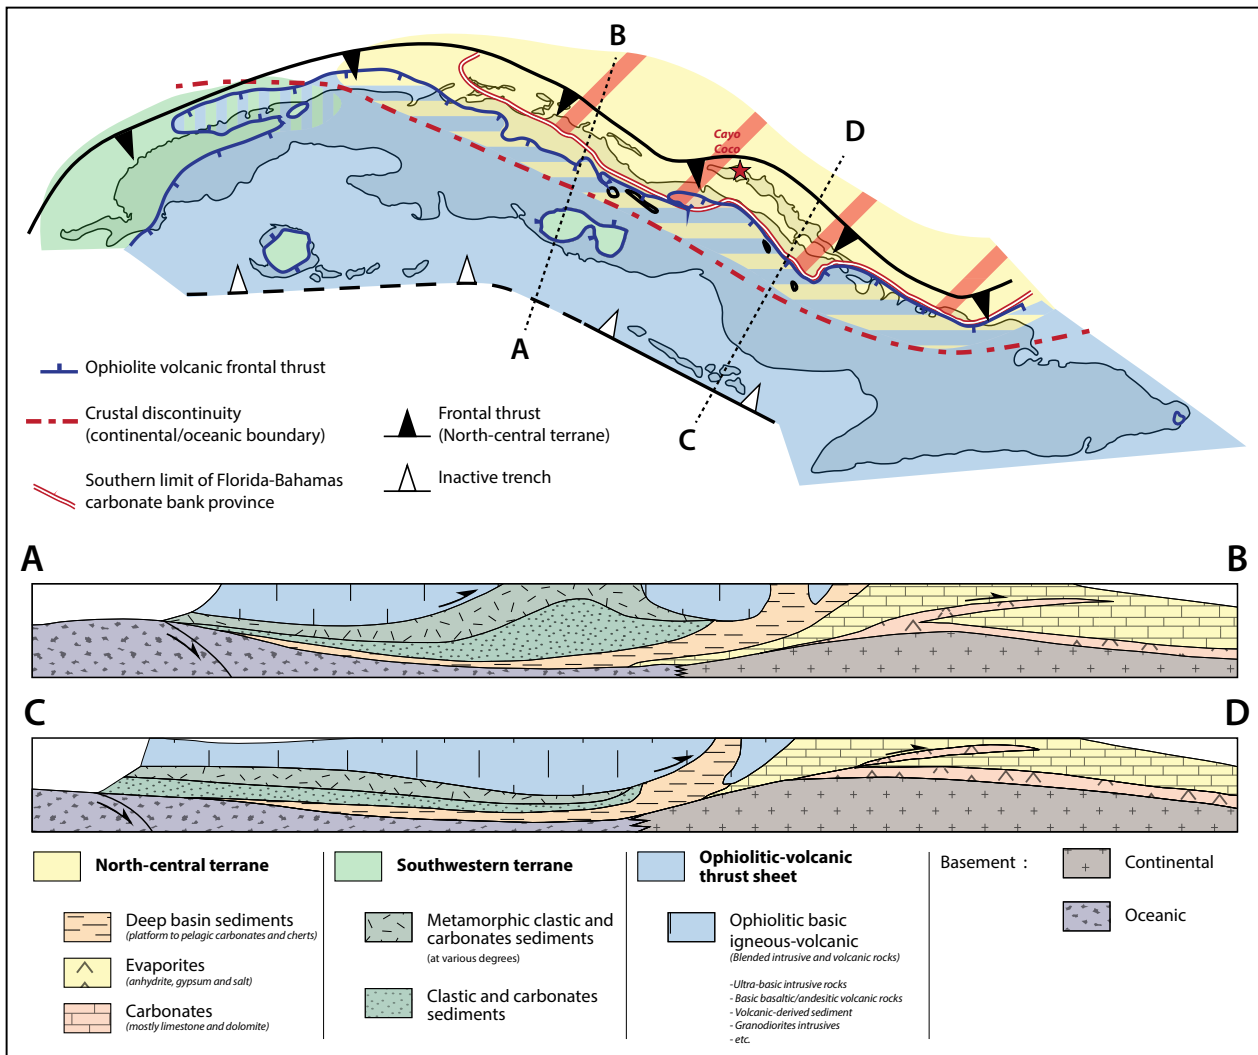 B
D
Cayo
Coco
A
C
Ophiolite volcanic frontal thrust
Crustal discontinuity
(continental/oceanic boundary)
Southern limit of Florida-Bahamas
carbonate bank province
Frontal thrust
(North-central terrane)
Inactive trench
A
B
C
D
North-central terrane
Deep basin sediments
(platform to pelagic carbonates and cherts)
Evaporites
(anhydrite, gypsum and salt)
Carbonates
(mostly limestone and dolomite)
Southwestern terrane
Metamorphic clastic and
carbonates sediments
(at various degrees)
Clastic and carbonates
sediments
Ophiolitic-volcanic
thrust sheet
Ophiolitic basic
igneous-volcanic
(Blended intrusive and volcanic rocks)
-Ultra-basic intrusive rocks
- Basic basaltic/andesitic volcanic rocks
- Volcanic-derived sediment
- Granodiorites intrusives
- etc.
Basement :
Continental
Oceanic